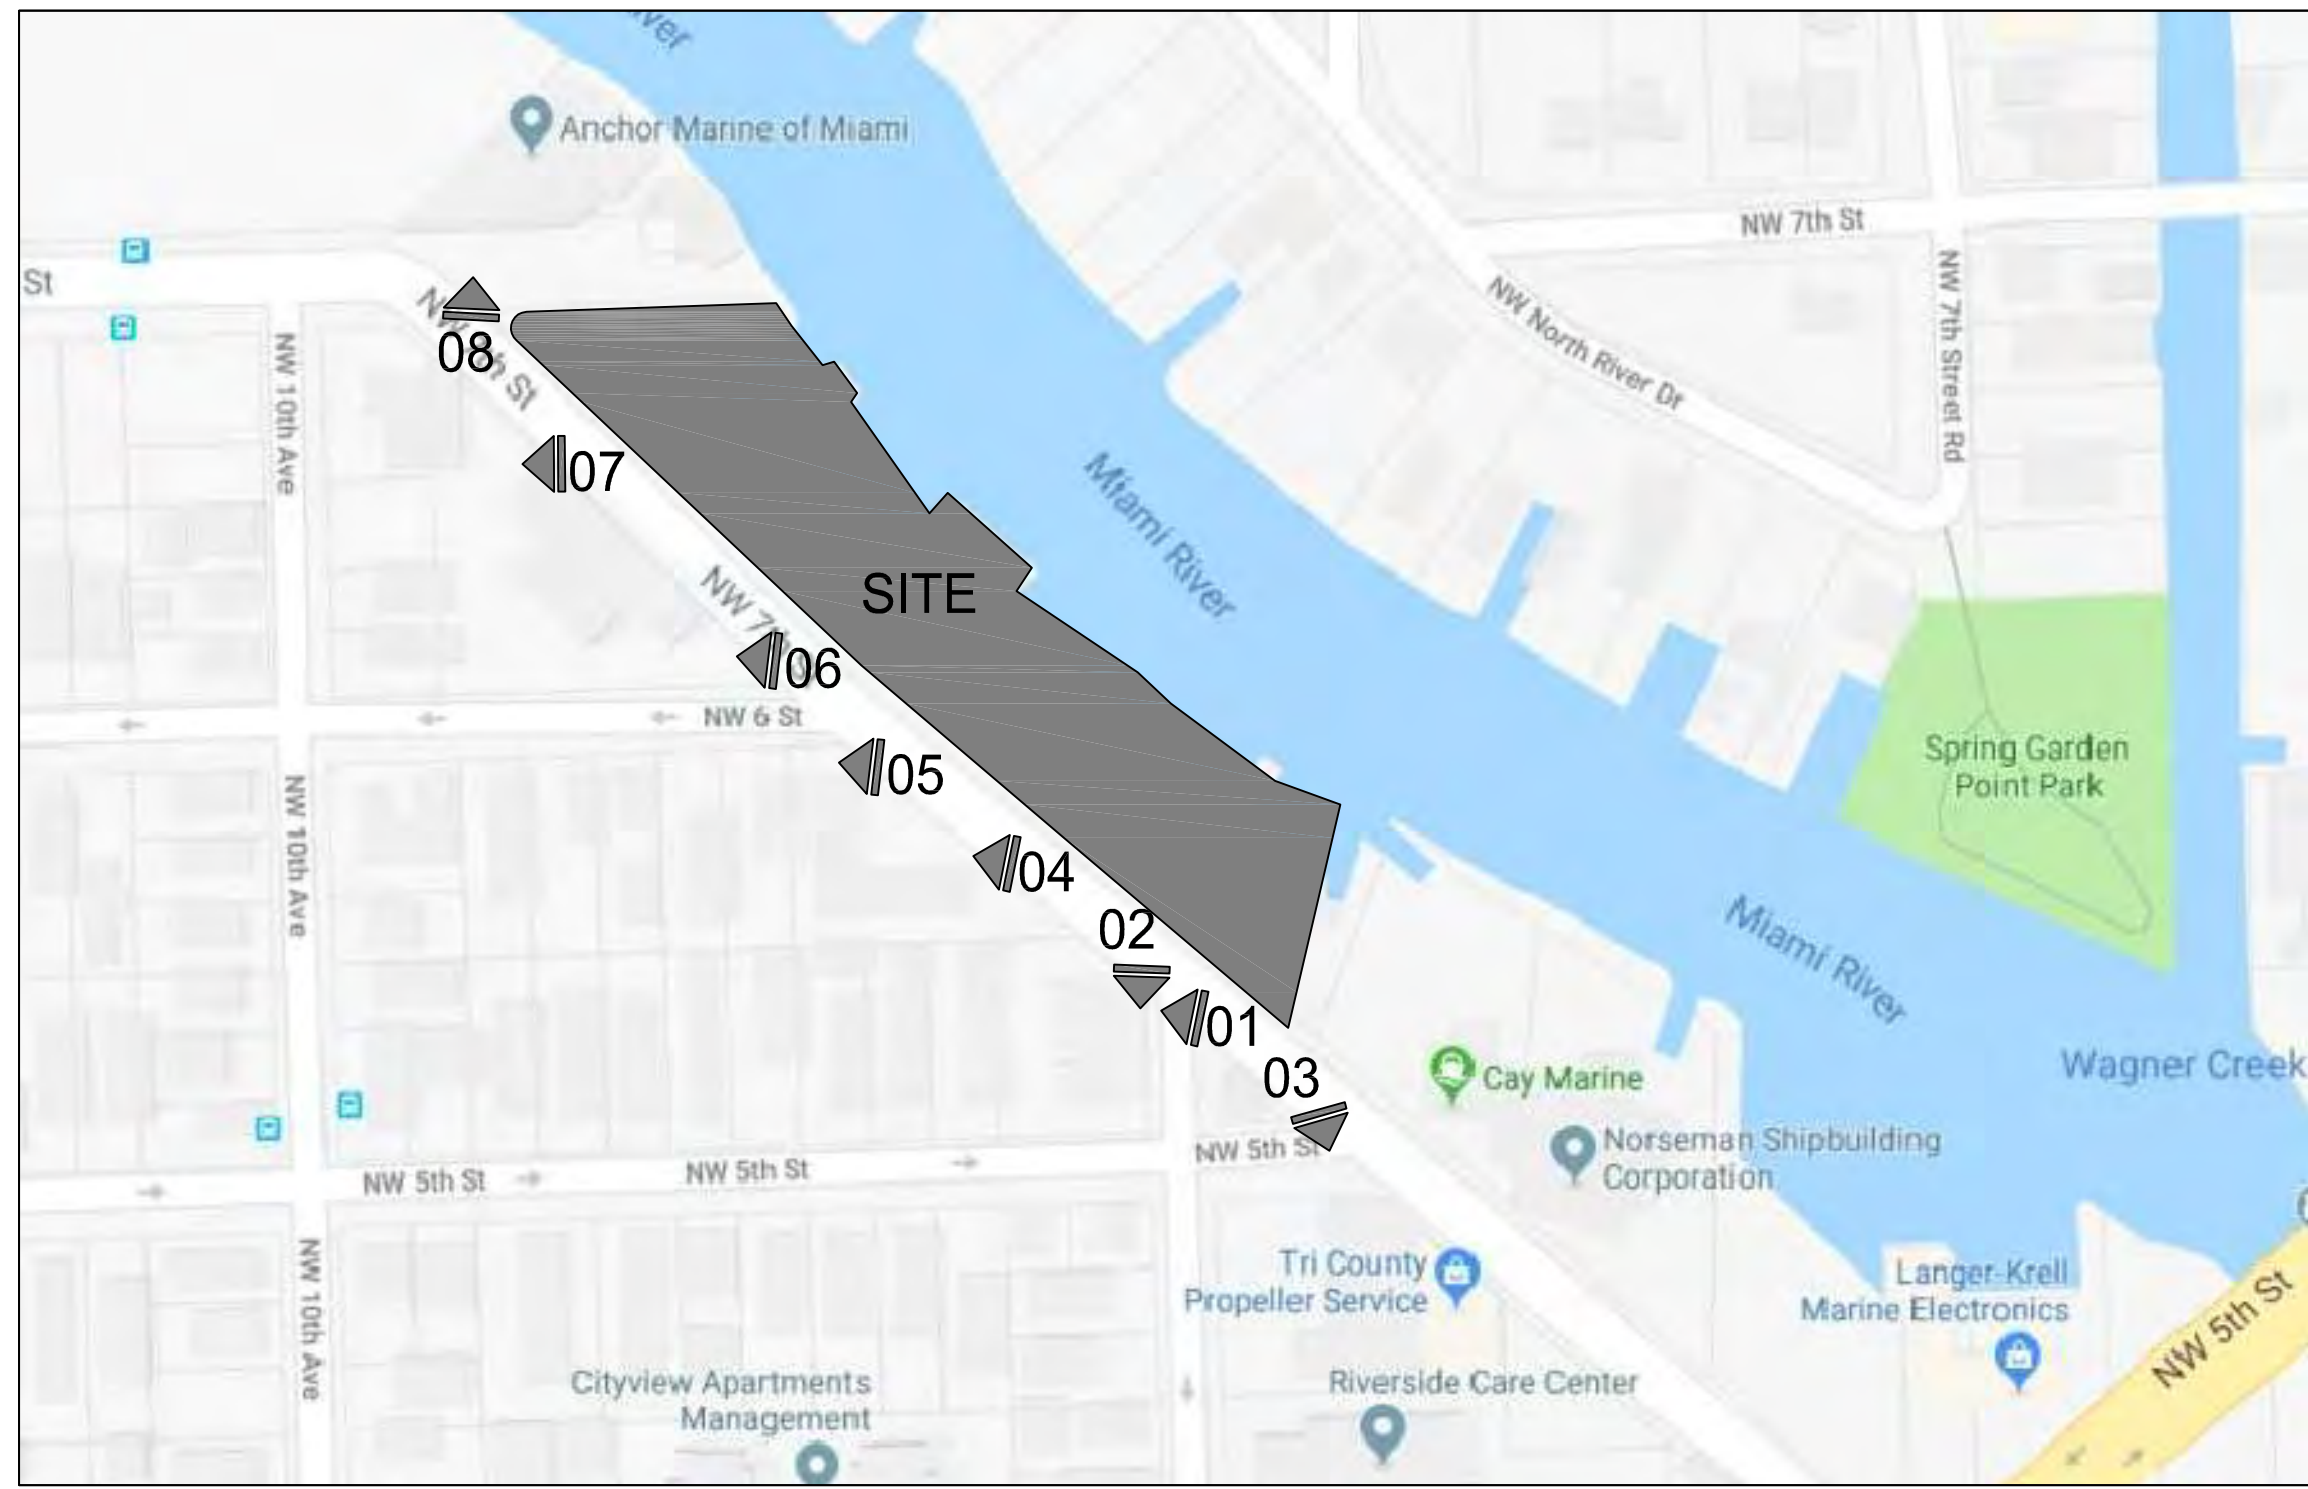 Anchor Marine of Miami
St
NW 7th St
NW 7th Street Rd
NW North River Dr
08
NW 10th Ave
07
Miami River
SITE
06
NW 6 St
05
Spring Garden
Point Park
04
NW 10th Ave
02
Miami River
01
03
Wagner Creek
Cay Marine
Norseman Shipbuilding
Corporation
NW 5th St
NW 5th St
NW 5th St
Tri County
Propeller Service
Langer-Krell
Marine Electronics
NW 5th St
NW 10th Ave
Cityview Apartments
Management
Riverside Care Center